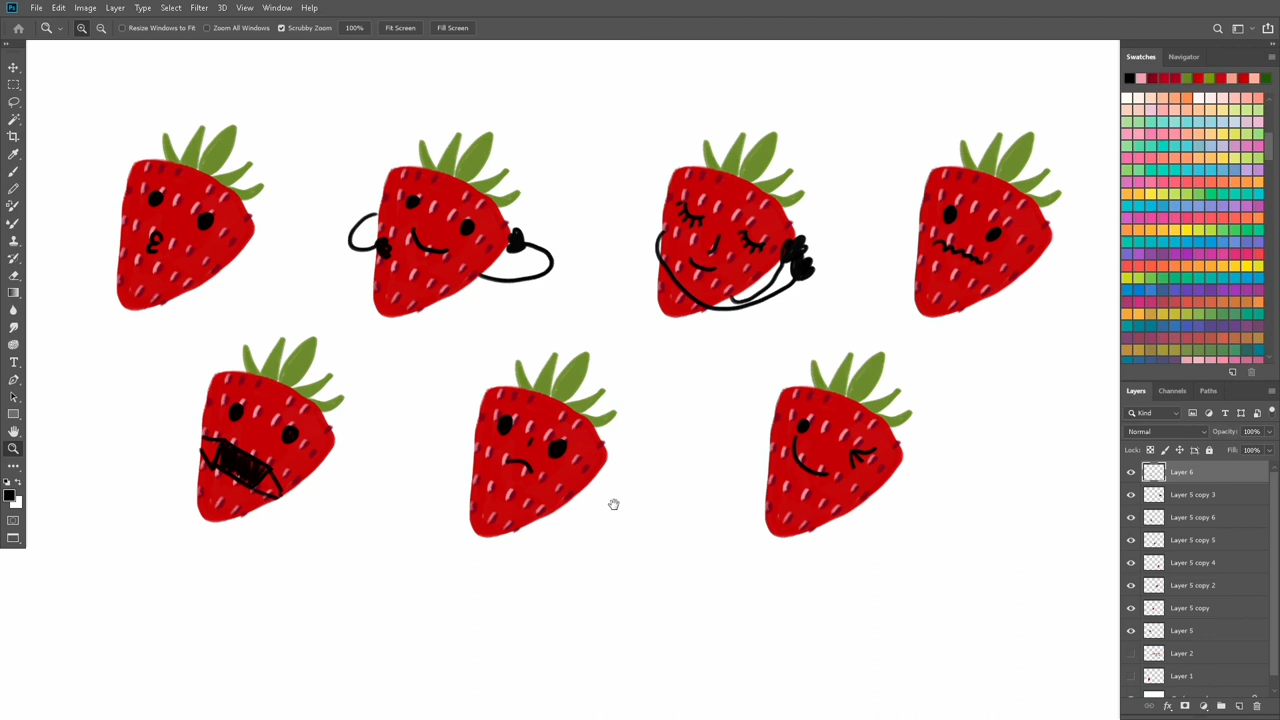 Ps File Edit Image Layer Type Select Filter 3D View Window Help
Resize Windows to Fit Zoom All Windows Scrubby Zoom 100% Fit Screen Fill Screen
Swatches Navigator
Layers Channels Paths
Kind
Normal Opacity: 100%
Lock: Fill: 100%
Layer 6
Layer 5 copy 3
Layer 5 copy 6
Layer 5 copy 5
Layer 5 copy 4
Layer 5 copy 2
Layer 5 copy
Layer 5
Layer 2
Layer 1